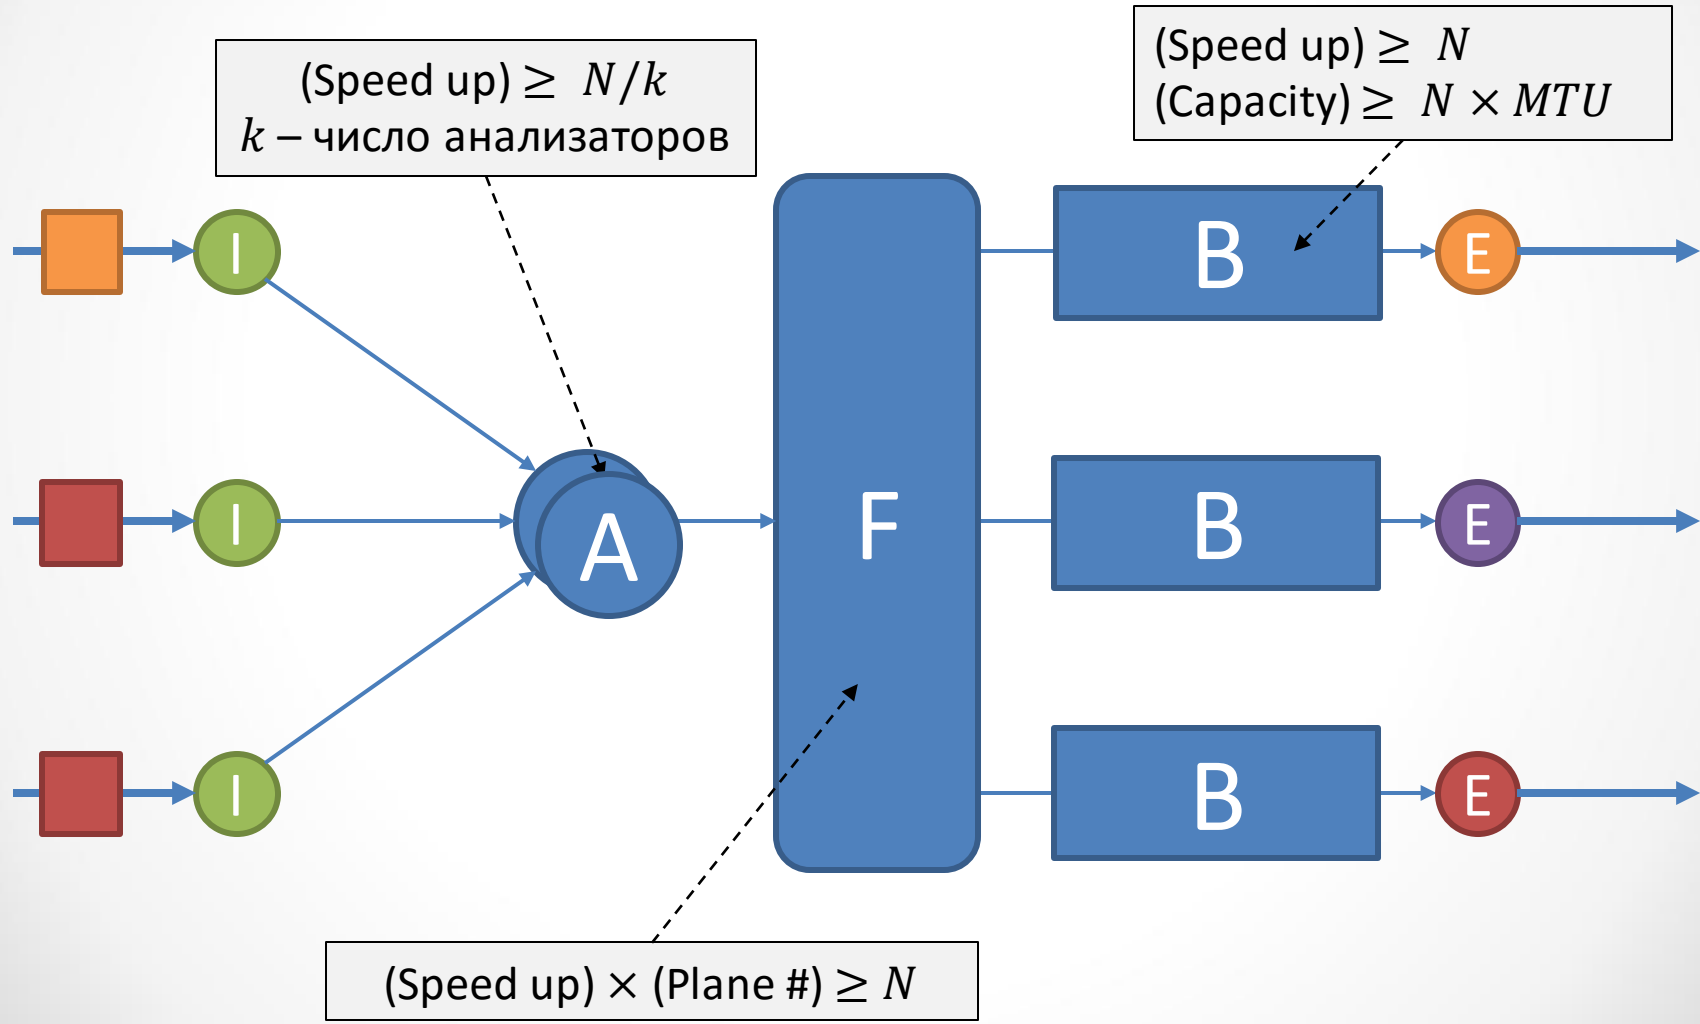 (Speed up) ≥ N/k
k – число анализаторов
(Speed up) ≥ N
(Capacity) ≥ N × MTU
I
B
E
I
A
F
B
E
I
B
E
(Speed up) × (Plane #) ≥ N